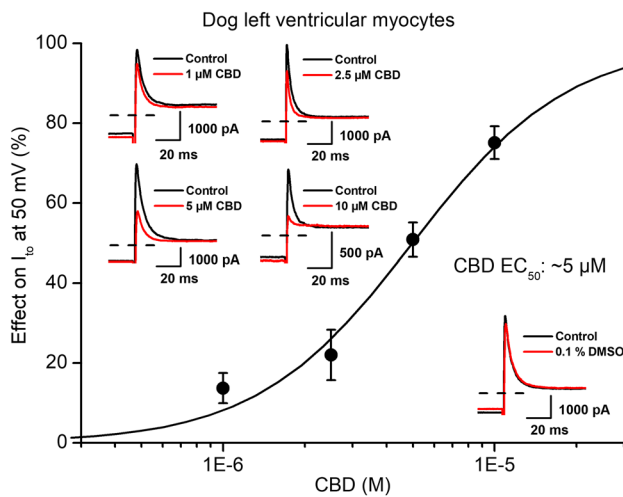 Dog left ventricular myocytes
Effect on Ito at 50 mV (%)
100
80
60
40
20
0
Control
1 µM CBD
1000 pA
20 ms
Control
2.5 µM CBD
1000 pA
20 ms
Control
5 µM CBD
1000 pA
20 ms
Control
10 µM CBD
500 pA
20 ms
CBD EC50: ~5 µM
Control
0.1 % DMSO
1000 pA
20 ms
1E-6
1E-5
CBD (M)